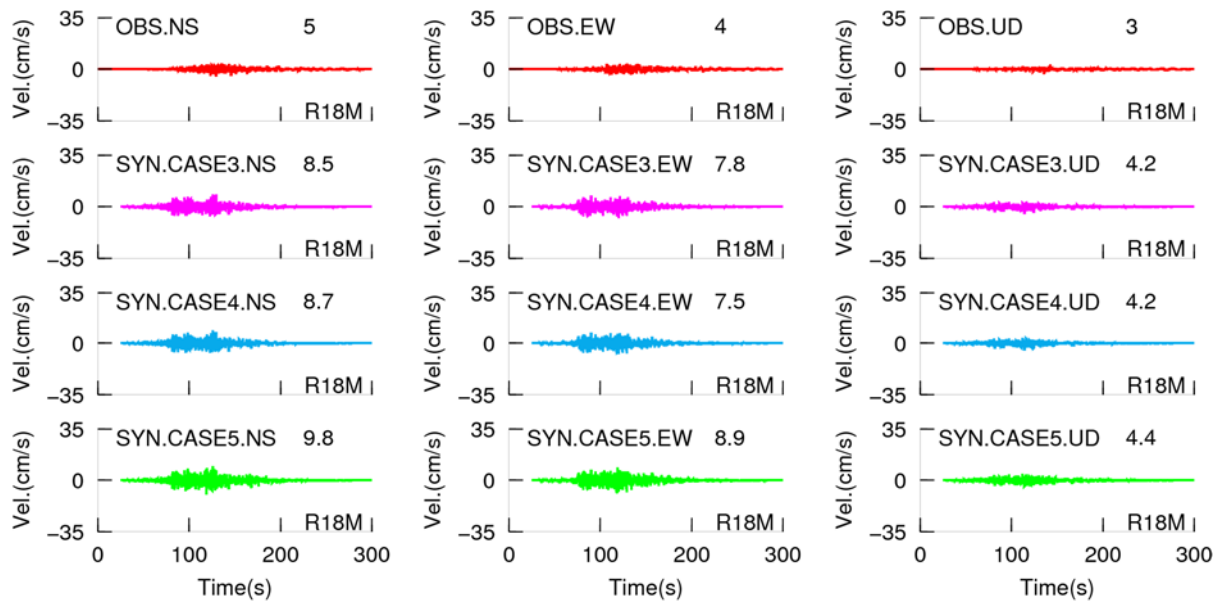 35 OBS.NS 5 35 OBS.EW 4 35 OBS.UD 3
Vel.(cm/s) 0 Vel.(cm/s) 0 Vel.(cm/s) 0
−35 R18M −35 R18M −35 R18M
35 SYN.CASE3.NS 8.5 35 SYN.CASE3.EW 7.8 35 SYN.CASE3.UD 4.2
Vel.(cm/s) 0 Vel.(cm/s) 0 Vel.(cm/s) 0
−35 R18M −35 R18M −35 R18M
35 SYN.CASE4.NS 8.7 35 SYN.CASE4.EW 7.5 35 SYN.CASE4.UD 4.2
Vel.(cm/s) 0 Vel.(cm/s) 0 Vel.(cm/s) 0
−35 R18M −35 R18M −35 R18M
35 SYN.CASE5.NS 9.8 35 SYN.CASE5.EW 8.9 35 SYN.CASE5.UD 4.4
Vel.(cm/s) 0 Vel.(cm/s) 0 Vel.(cm/s) 0
−35 R18M −35 R18M −35 R18M
0 100 200 300 0 100 200 300 0 100 200 300
Time(s) Time(s) Time(s)